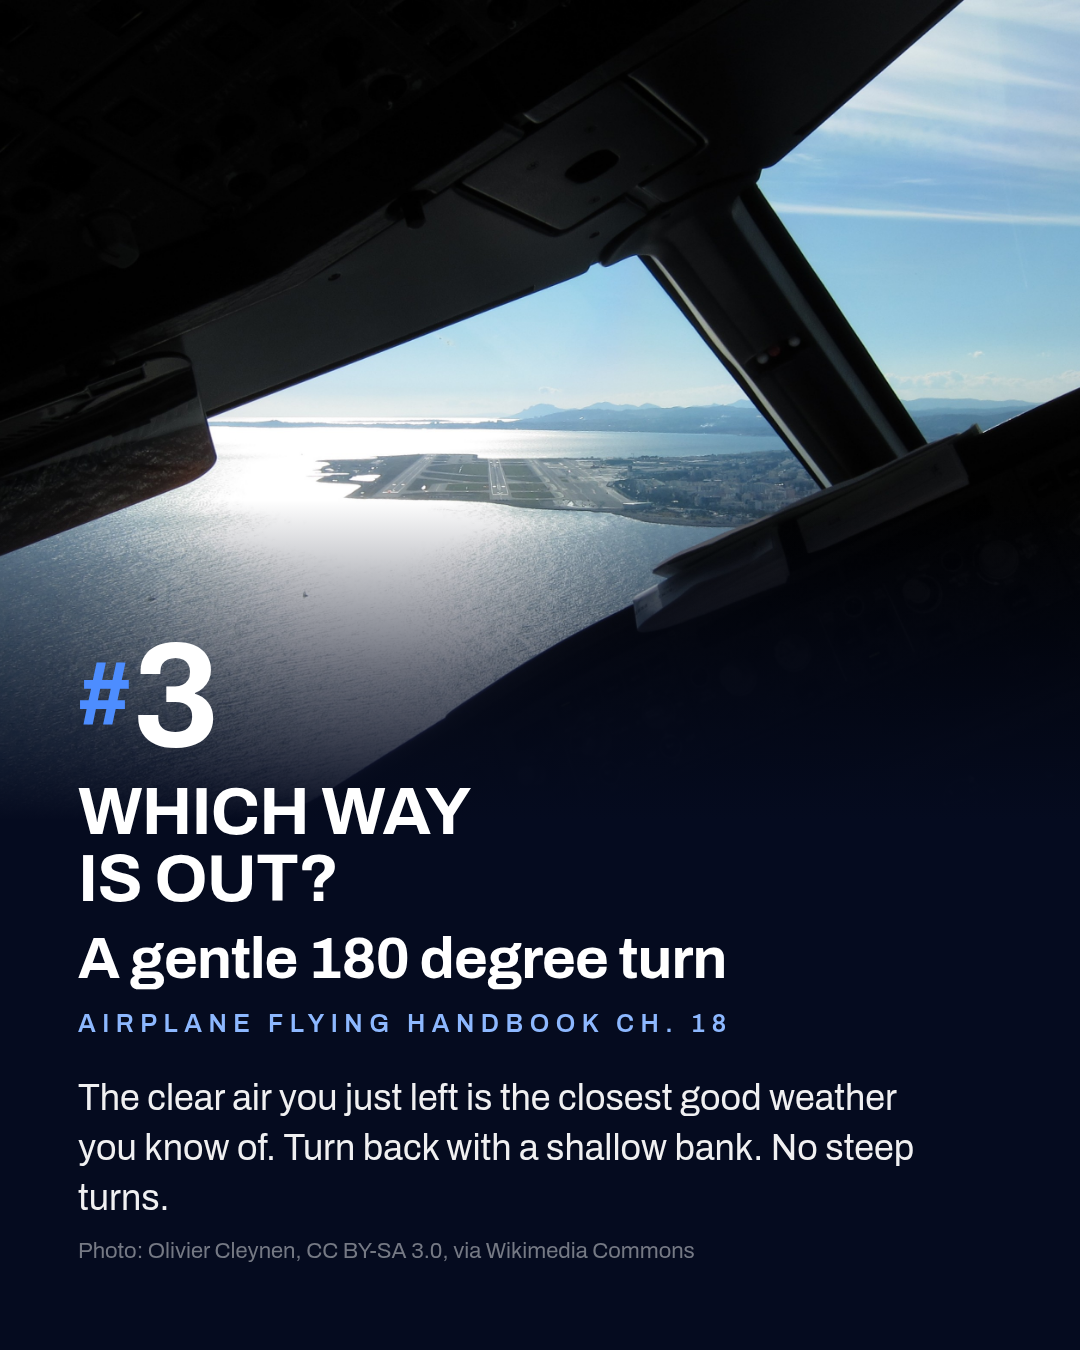 #3
WHICH WAY
IS OUT?
A gentle 180 degree turn
AIRPLANE FLYING HANDBOOK CH. 18
The clear air you just left is the closest good weather
you know of. Turn back with a shallow bank. No steep
turns.
Photo: Olivier Cleynen, CC BY-SA 3.0, via Wikimedia Commons